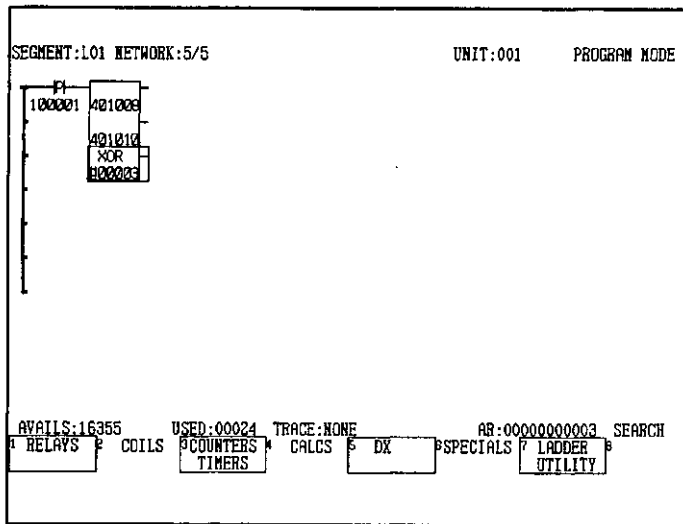 SEGMENT:L01 NETWORK:5/5 UNIT:001 PROGRAM MODE
P
100001 401009
401010
XOR
#00003
AVAILS:16355 USED:00024 TRACE:NONE AR:00000000003 SEARCH
1 RELAYS 2 COILS 3 COUNTERS 4 CALCS 5 DX 6 SPECIALS 7 LADDER 8
TIMERS UTILITY